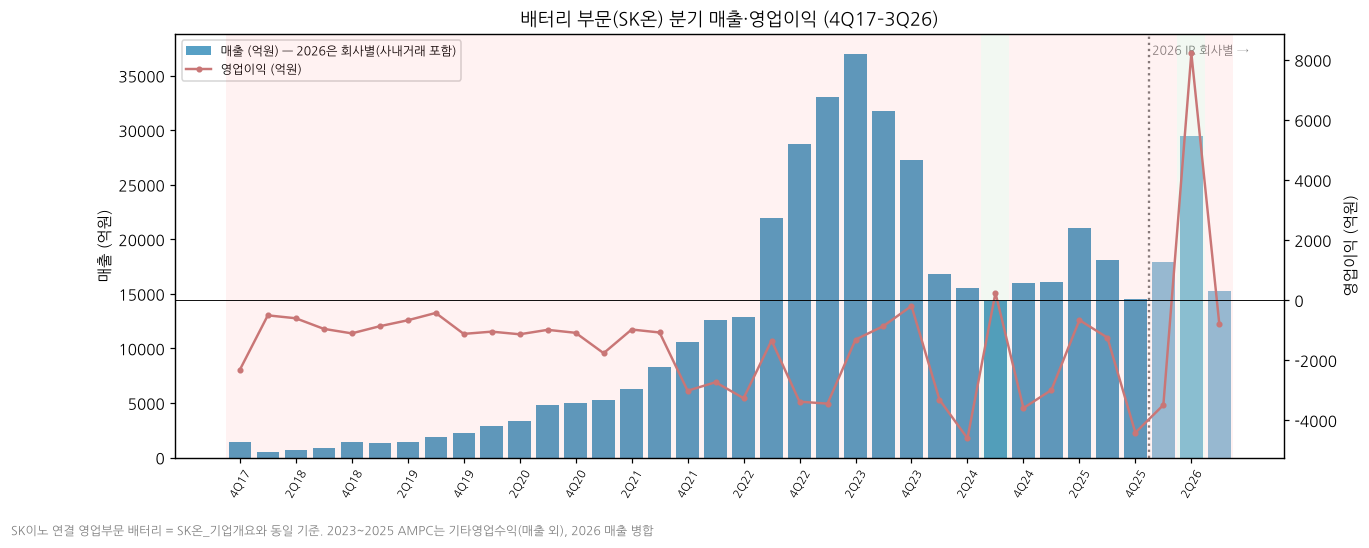 배터리 부문(SK온) 분기 매출·영업이익 (4Q17-3Q26)
매출 (억원) — 2026은 회사별(사내거래 포함)
영업이익 (억원)
2026 IR 회사별 →
매출 (억원)
35000
30000
25000
20000
15000
10000
5000
0
영업이익 (억원)
8000
6000
4000
2000
0
-2000
-4000
4Q17
2Q18
4Q18
2Q19
4Q19
2Q20
4Q20
2Q21
4Q21
2Q22
4Q22
2Q23
4Q23
2Q24
4Q24
2Q25
4Q25
2Q26
SK이노 연결 영업부문 배터리 = SK온_기업개요와 동일 기준. 2023~2025 AMPC는 기타영업수익(매출 외), 2026 매출 병합